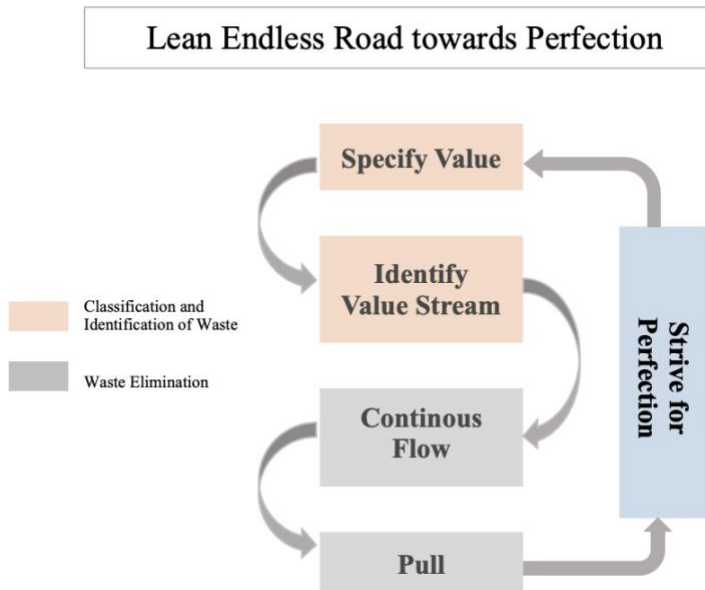 Lean Endless Road towards Perfection
Specify Value
Identify
Value Stream
Classification and
Identification of Waste
Waste Elimination
Continous
Flow
Pull
Strive for
Perfection